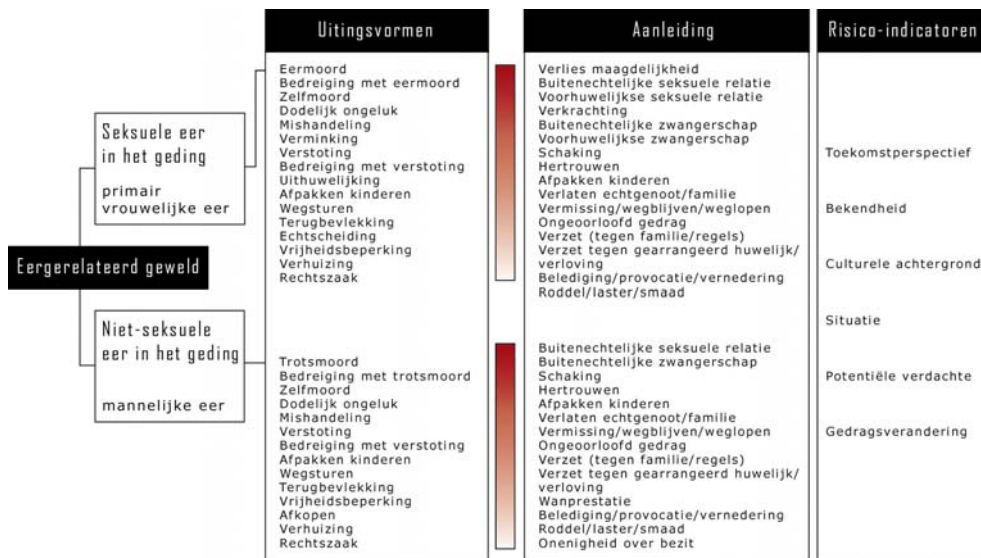 Uitingsvormen
Aanleiding
Risico-indicatoren
Eergerelateerd geweld
Seksuele eer
in het geding
primair
vrouwelijke eer
Eermoord
Bedreiging met eermoord
Zelfmoord
Dodelijk ongeluk
Mishandeling
Verminking
Verstoting
Bedreiging met verstoting
Uithuwelijking
Afpakken kinderen
Wegsturen
Terugbevlekking
Echtscheiding
Vrijheidsbeperking
Verhuizing
Rechtszaak
Verlies maagdelijkheid
Buitenechtelijke seksuele relatie
Voorhuwelijkse seksuele relatie
Verkrachting
Buitenechtelijke zwangerschap
Voorhuwelijkse zwangerschap
Schaking
Hertrouwen
Afpakken kinderen
Verlaten echtgenoot/familie
Vermissing/wegblijven/weglopen
Ongeoorloofd gedrag
Verzet (tegen familie/regels)
Verzet tegen gearrangeerd huwelijk/
verloving
Belediging/provocatie/vernedering
Roddel/laster/smaad
Niet-seksuele
eer in het geding
mannelijke eer
Trotsmoord
Bedreiging met trotsmoord
Zelfmoord
Dodelijk ongeluk
Mishandeling
Verstoting
Bedreiging met verstoting
Afpakken kinderen
Wegsturen
Terugbevlekking
Vrijheidsbeperking
Afkopen
Verhuizing
Rechtszaak
Buitenechtelijke seksuele relatie
Buitenechtelijke zwangerschap
Schaking
Hertrouwen
Afpakken kinderen
Verlaten echtgenoot/familie
Vermissing/wegblijven/weglopen
Ongeoorloofd gedrag
Verzet (tegen familie/regels)
Verzet tegen gearrangeerd huwelijk/
verloving
Wanprestatie
Belediging/provocatie/vernedering
Roddel/laster/smaad
Onenigheid over bezit
Toekomstperspectief
Bekendheid
Culturele achtergrond
Situatie
Potentiële verdachte
Gedragsverandering